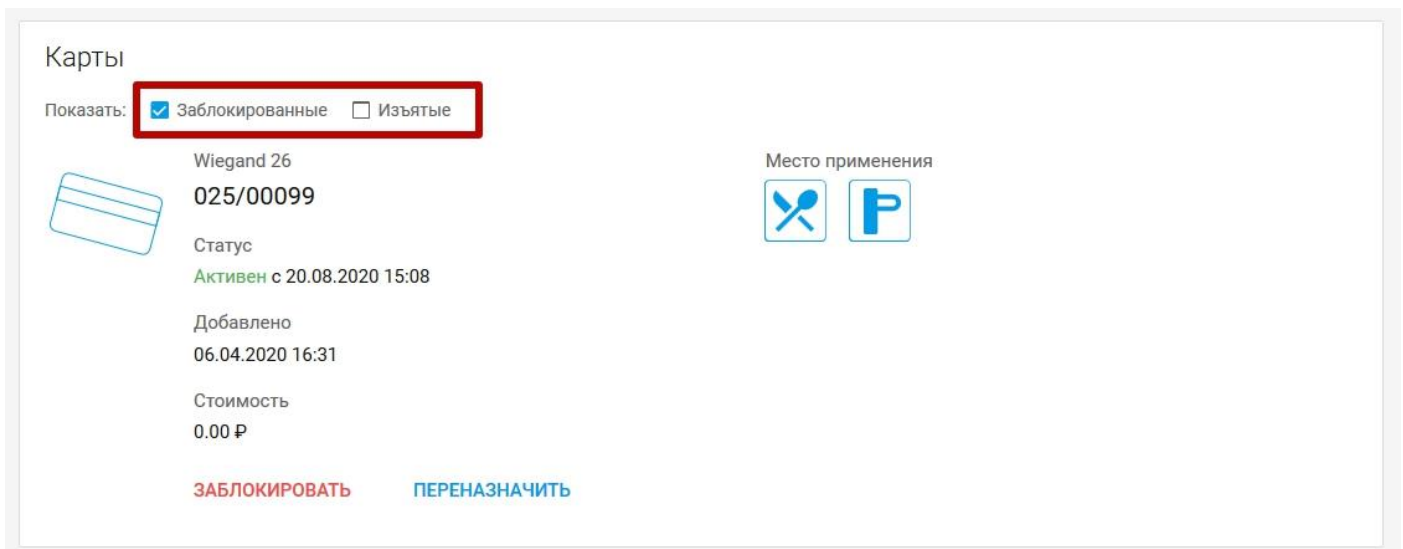 Карты
Показать: Заблокированные Изъятые
Wiegand 26
Место применения
025/00099
Статус
Активен с 20.08.2020 15:08
Добавлено
06.04.2020 16:31
Стоимость
0.00 ₽
ЗАБЛОКИРОВАТЬ ПЕРЕНАЗНАЧИТЬ